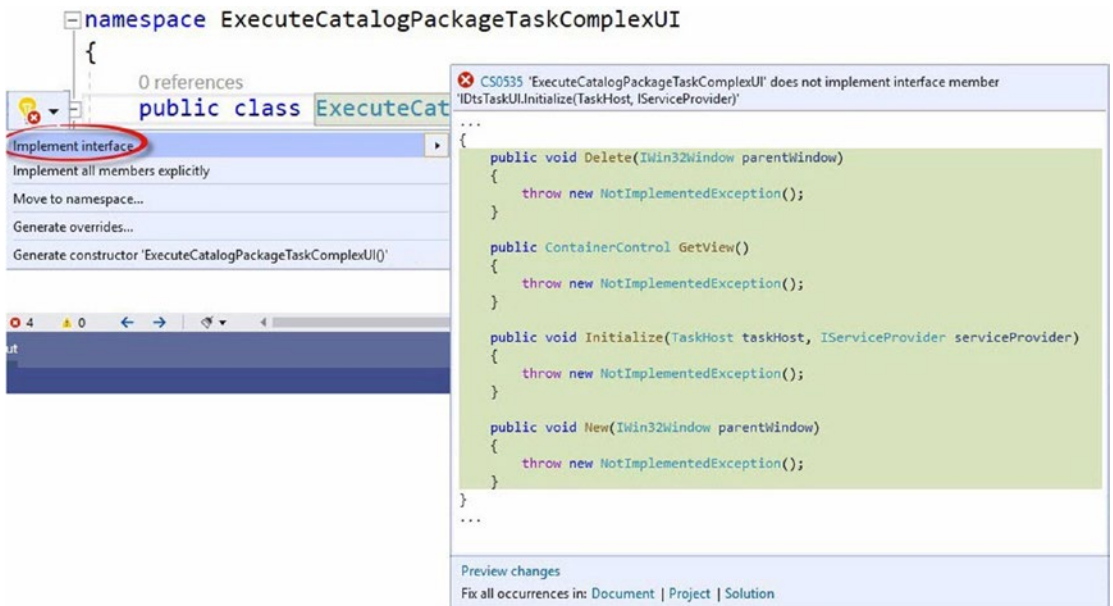 namespace ExecuteCatalogPackageTaskComplexUI
{
0 references
public class ExecuteCat
Implement interface
Implement all members explicitly
Move to namespace...
Generate overrides...
Generate constructor 'ExecuteCatalogPackageTaskComplexUI()'
4 0
ut
CS0535 'ExecuteCatalogPackageTaskComplexUI' does not implement interface member
'IDtsTaskUI.Initialize(TaskHost, IServiceProvider)'
...
{
public void Delete(IWin32Window parentWindow)
{
throw new NotImplementedException();
}
public ContainerControl GetView()
{
throw new NotImplementedException();
}
public void Initialize(TaskHost taskHost, IServiceProvider serviceProvider)
{
throw new NotImplementedException();
}
public void New(IWin32Window parentWindow)
{
throw new NotImplementedException();
}
}
...
Preview changes
Fix all occurrences in: Document | Project | Solution